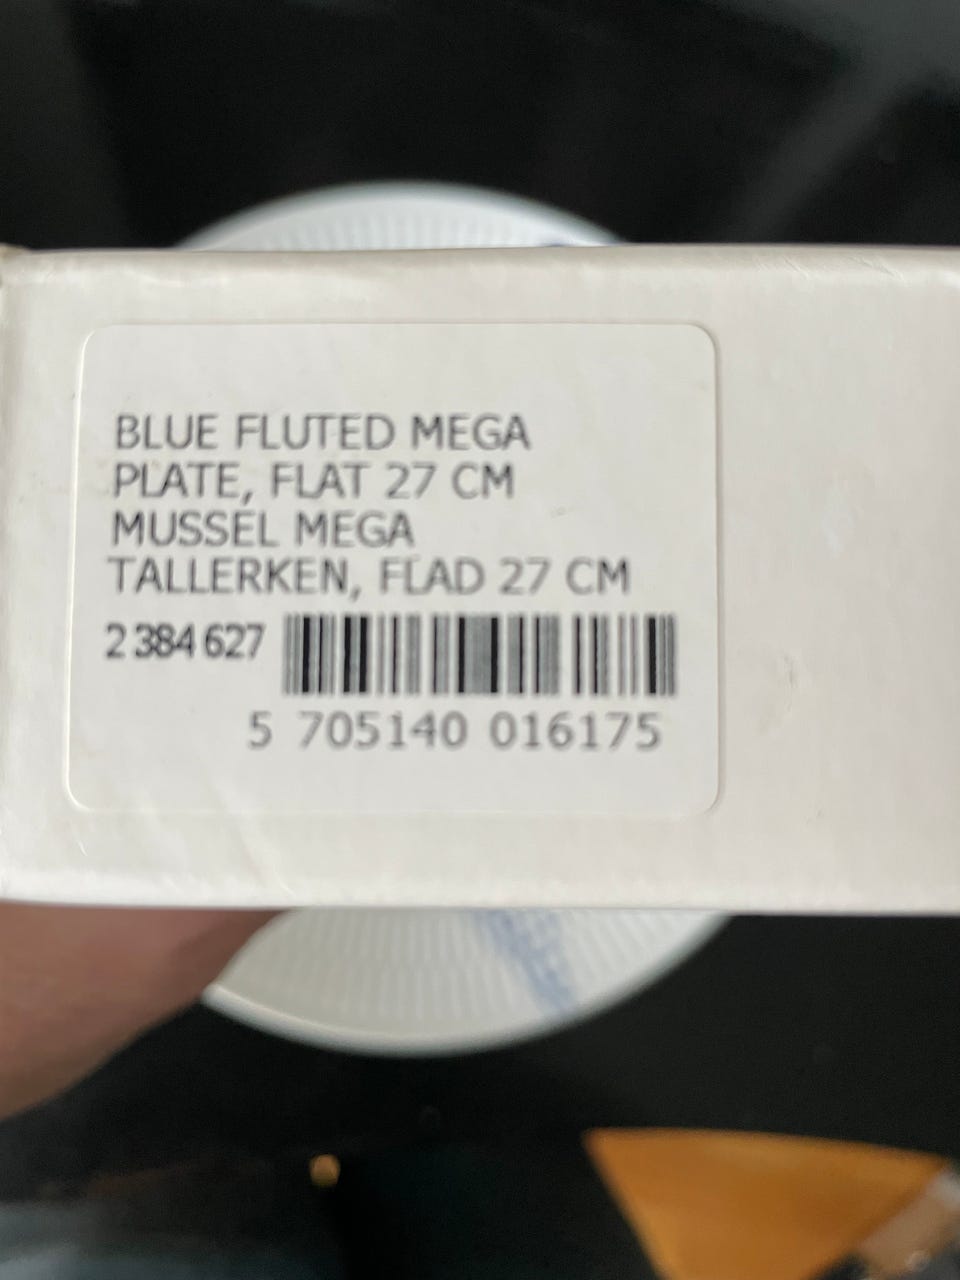 BLUE FLUTED MEGA
PLATE, FLAT 27 CM
MUSSEL MEGA
TALLERKEN, FLAD 27 CM
2 384 627
5 705140 016175